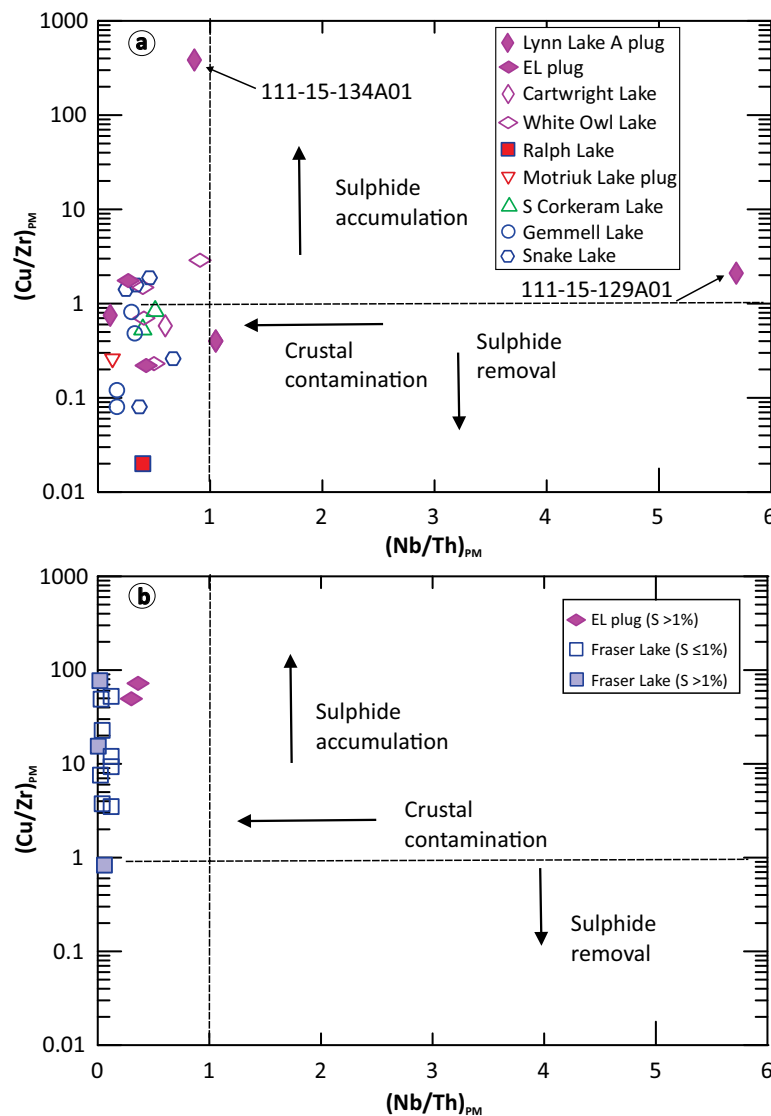 a
1000
100
10
1
0.1
0.01
(Cu/Zr)PM
111-15-134A01
Sulphide
accumulation
Lynn Lake A plug
EL plug
Cartwright Lake
White Owl Lake
Ralph Lake
Motriuk Lake plug
S Corkeram Lake
Gemmell Lake
Snake Lake
111-15-129A01
Crustal
contamination
Sulphide
removal
1 2 3 4 5 6
(Nb/Th)PM
b
1000
100
10
1
0.1
0.01
(Cu/Zr)PM
EL plug (S >1%)
Fraser Lake (S ≤1%)
Fraser Lake (S >1%)
Sulphide
accumulation
Crustal
contamination
Sulphide
removal
0 1 2 3 4 5 6
(Nb/Th)PM